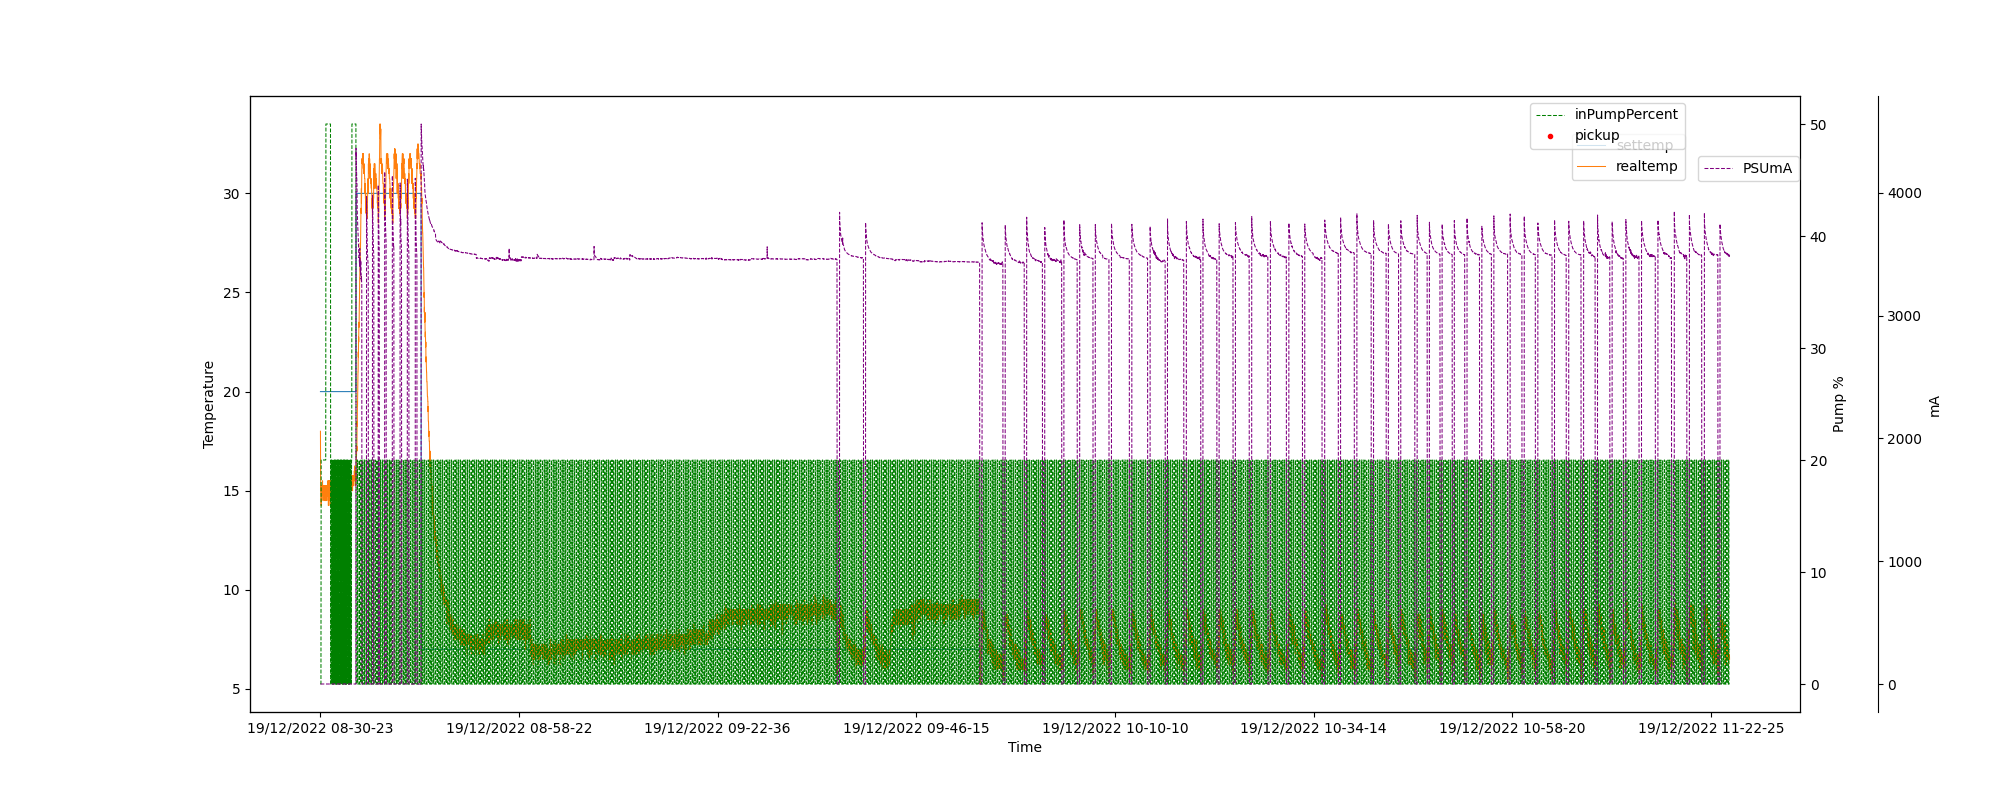 inPumpPercent
pickup
settemp
realtemp
PSUmA
Temperature
30
25
20
15
10
5
50
40
30
20
10
0
Pump %
4000
3000
2000
1000
0
mA
19/12/2022 08-30-23
19/12/2022 08-58-22
19/12/2022 09-22-36
19/12/2022 09-46-15
19/12/2022 10-10-10
19/12/2022 10-34-14
19/12/2022 10-58-20
19/12/2022 11-22-25
Time